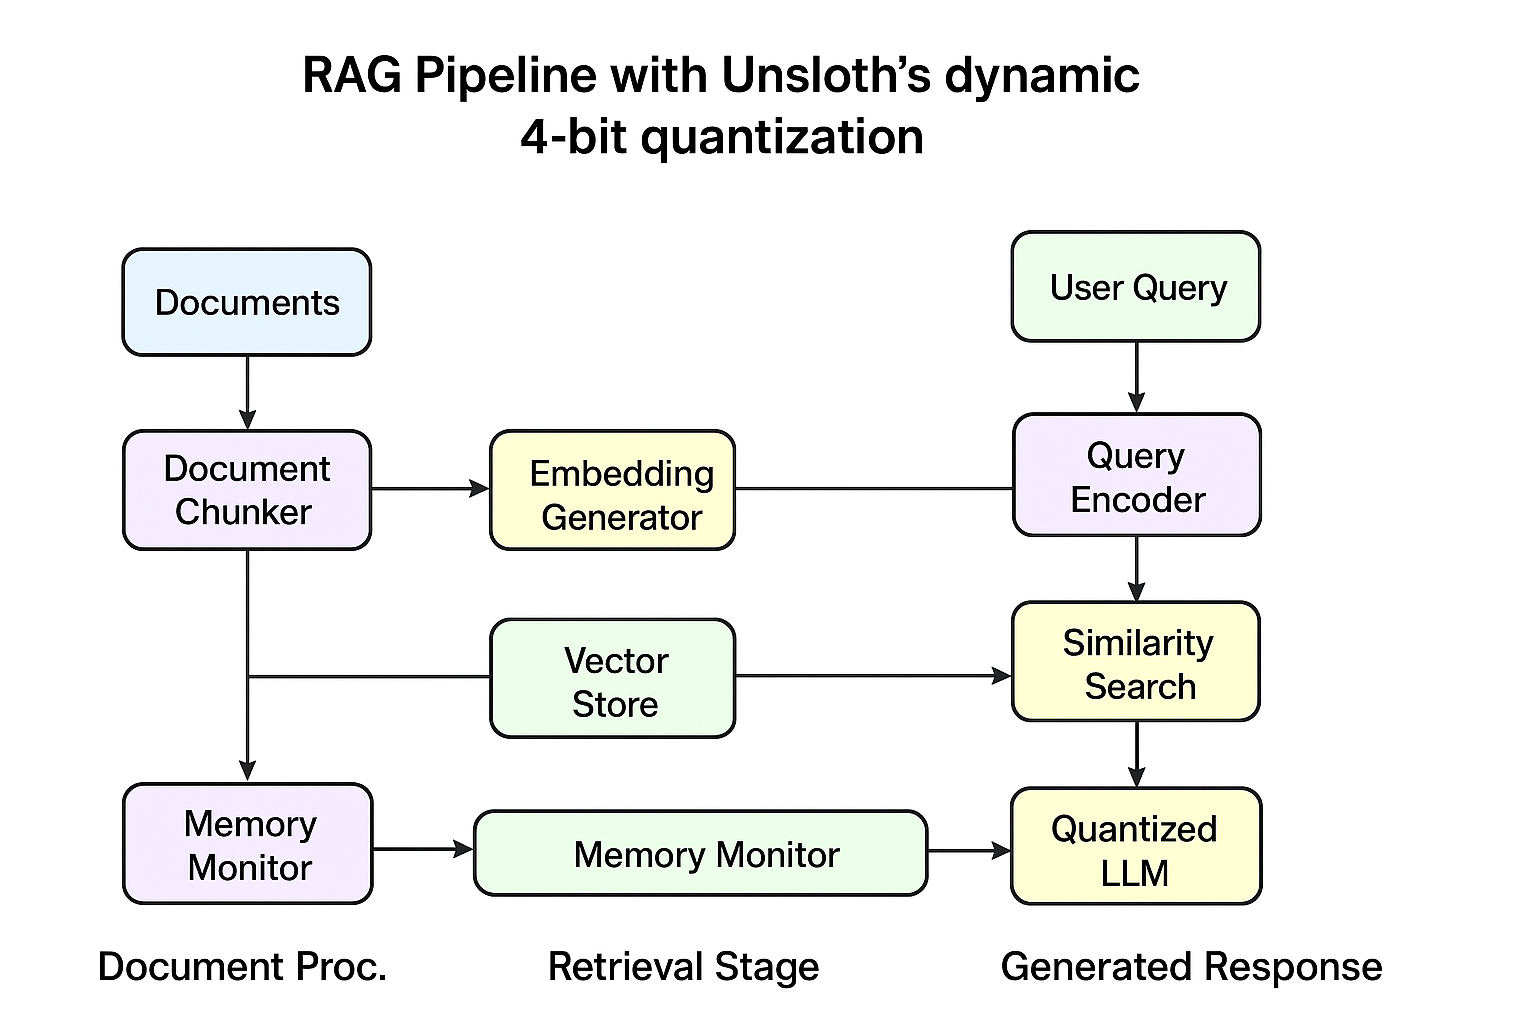 RAG Pipeline with Unsloth’s dynamic
4-bit quantization
Documents
User Query
Document
Chunker
Embedding
Generator
Query
Encoder
Vector
Store
Similarity
Search
Memory
Monitor
Memory Monitor
Quantized
LLM
Document Proc.
Retrieval Stage
Generated Response